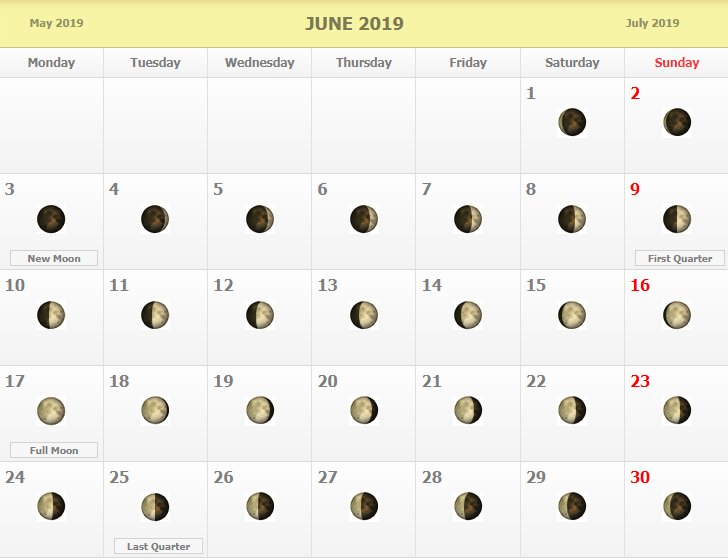 May 2019 JUNE 2019 July 2019
Monday Tuesday Wednesday Thursday Friday Saturday Sunday
1 2
3 4 5 6 7 8 9
New Moon First Quarter
10 11 12 13 14 15 16
17 18 19 20 21 22 23
Full Moon
24 25 26 27 28 29 30
Last Quarter